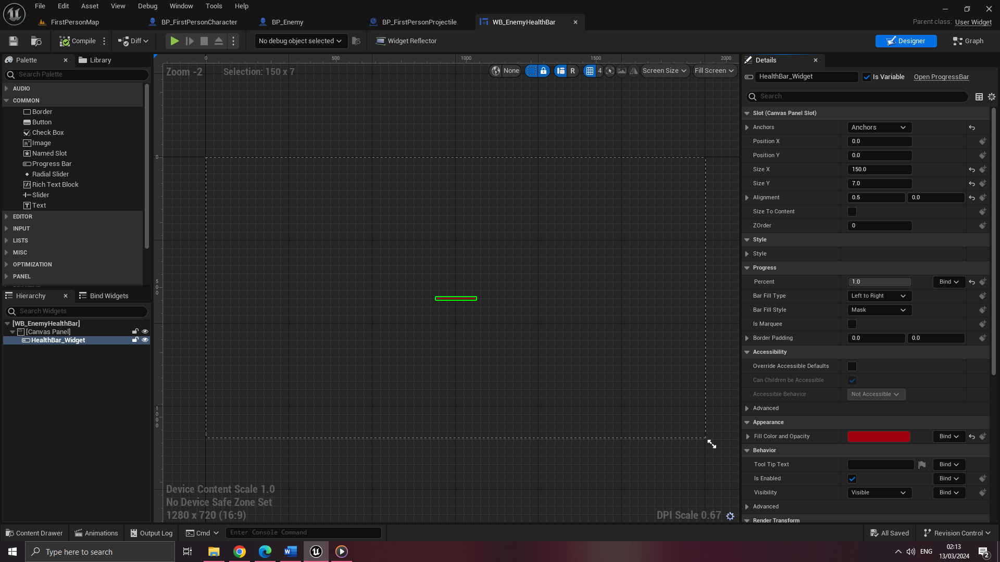 File Edit Asset View Debug Window Tools Help
FirstPersonMap BP_FirstPersonCharacter BP_Enemy BP_FirstPersonProjectile WB_EnemyHealthBar
Parent class: User Widget
Compile Diff No debug object selected Widget Reflector Designer Graph
Palette Library
Search Palette
AUDIO
COMMON
Border
Button
Check Box
Image
Named Slot
Progress Bar
Radial Slider
Rich Text Block
Slider
Text
EDITOR
INPUT
LISTS
MISC
OPTIMIZATION
PANEL
Hierarchy Bind Widgets
Search Widgets
[WB_EnemyHealthBar]
[Canvas Panel]
HealthBar_Widget
0 500 1000 1500 2000
Zoom -2 Selection: 150 x 7
None R 4 Screen Size Fill Screen
0
500
1000
Device Content Scale 1.0
No Device Safe Zone Set
1280 x 720 (16:9)
DPI Scale 0.67
Details
HealthBar_Widget Is Variable Open ProgressBar
Search
Slot (Canvas Panel Slot)
Anchors Anchors
Position X 0.0
Position Y 0.0
Size X 150.0
Size Y 7.0
Alignment 0.5 0.0
Size To Content
ZOrder 0
Style
Style
Progress
Percent 1.0 Bind
Bar Fill Type Left to Right
Bar Fill Style Mask
Is Marquee
Border Padding 0.0 0.0
Accessibility
Override Accessible Defaults
Can Children be Accessible
Accessible Behavior Not Accessible
Advanced
Appearance
Fill Color and Opacity Bind
Behavior
Tool Tip Text Bind
Is Enabled Bind
Visibility Visible Bind
Advanced
Render Transform
Content Drawer Animations Output Log Cmd Enter Console Command All Saved Revision Control
Type here to search
ENG
02:13
13/03/2024
2